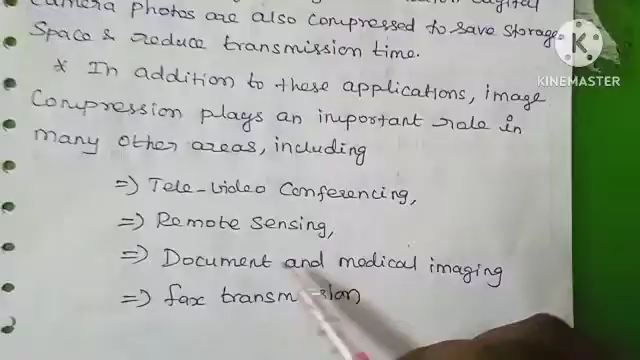 Camera photos are also compressed to save storage
Space & reduce transmission time.
* In addition to these applications, image
Compression plays an important role in
many other areas, including
=) Tele-video Conferencing,
=) Remote sensing,
=) Document and medical imaging
=) fax transmission
KINEMASTER